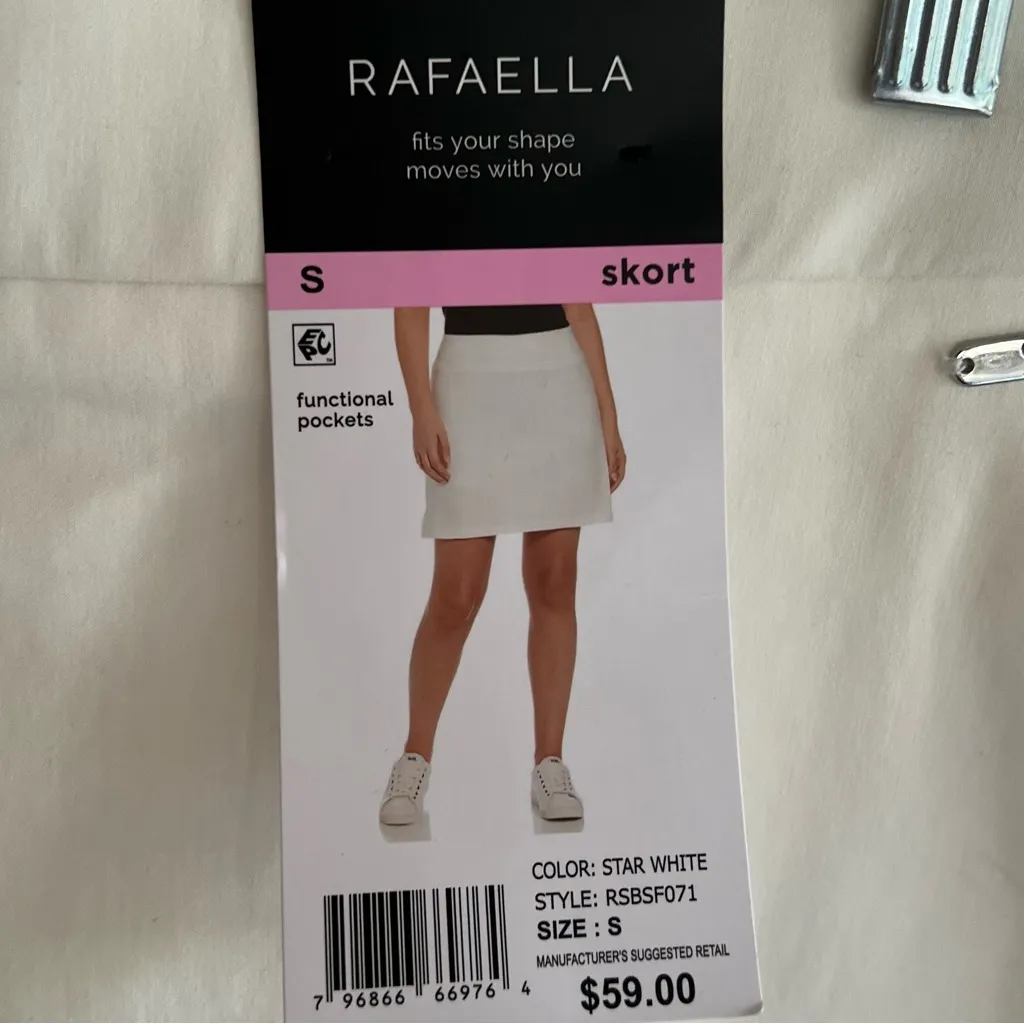 RAFAELLA
fits your shape
moves with you
S skort
EPC
functional
pockets
COLOR: STAR WHITE
STYLE: RSBSF071
SIZE : S
MANUFACTURER'S SUGGESTED RETAIL
$59.00
7 96866 66976 4